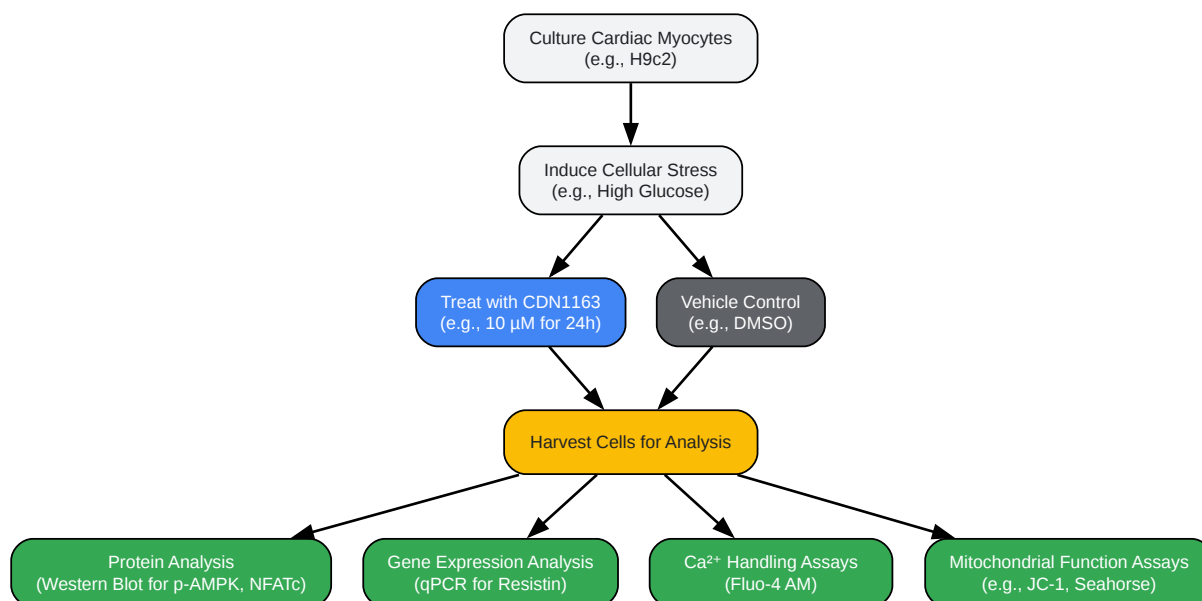 Culture Cardiac Myocytes
(e.g., H9c2)
Induce Cellular Stress
(e.g., High Glucose)
Treat with CDN1163
(e.g., 10 µM for 24h)
Vehicle Control
(e.g., DMSO)
Harvest Cells for Analysis
Protein Analysis
(Western Blot for p-AMPK, NFATc)
Gene Expression Analysis
(qPCR for Resistin)
Ca²⁺ Handling Assays
(Fluo-4 AM)
Mitochondrial Function Assays
(e.g., JC-1, Seahorse)